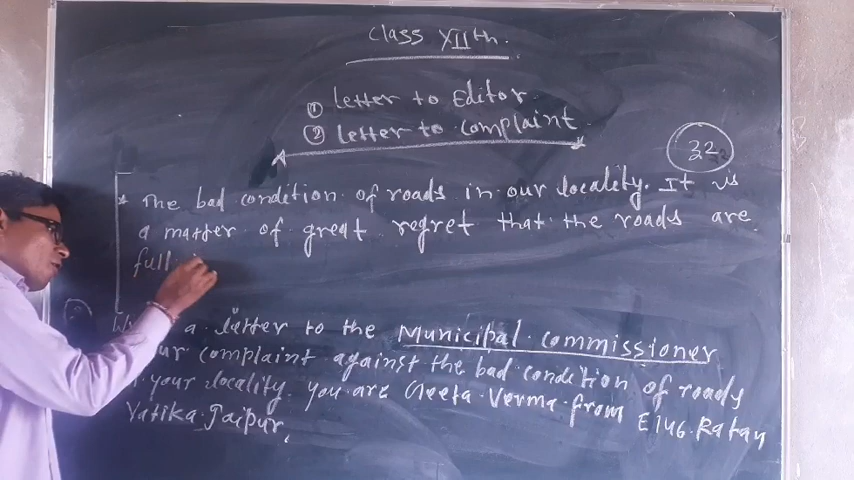 Class XIIth.
① Letter to Editor.
② Letter to Complaint
32
* The bad condition of roads in our locality. It is
a matter of great regret that the roads are
full
a letter to the Municipal commissioner
ur complaint against the bad condition of roads
your locality. You are Geeta Verma from E146. Ratan
Vatika Jaipur.